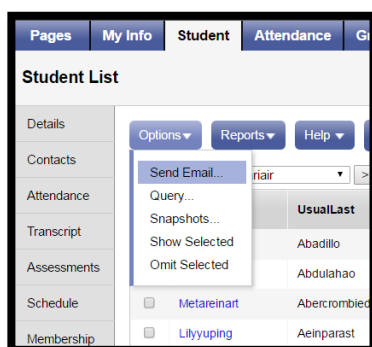 Pages My Info Student Attendance
Student List
Details
Contacts
Attendance
Transcript
Assessments
Schedule
Membership
Options Reports Help
Send Email...
Query...
Snapshots...
Show Selected
Omit Selected
riair >
UsualLast
Abadillo
Abdulahao
Metareinart Abercrombied
Lilyyuping Aeinparast